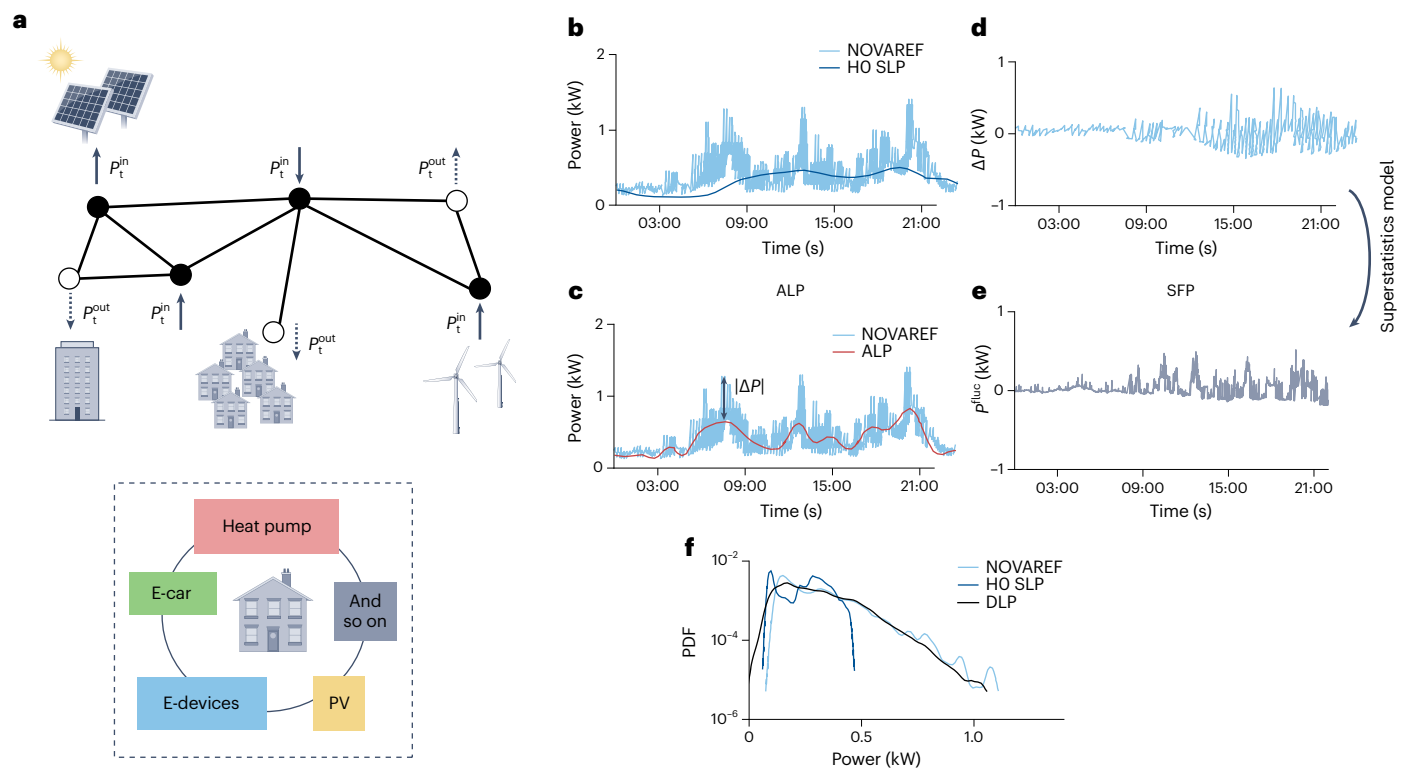 a
P_t^in
P_t^in
P_t^out
P_t^out
P_t^in
P_t^out
P_t^in
Heat pump
E-car
And
so on
E-devices
PV
b
NOVAREF
H0 SLP
2
1
0
Power (kW)
03:00 09:00 15:00 21:00
Time (s)
c
ALP
NOVAREF
ALP
|ΔP|
2
1
0
Power (kW)
03:00 09:00 15:00 21:00
Time (s)
d
1
0
−1
ΔP (kW)
03:00 09:00 15:00 21:00
Time (s)
Superstatistics model
e
SFP
1
0
−1
P^fluc (kW)
03:00 09:00 15:00 21:00
Time (s)
f
NOVAREF
H0 SLP
DLP
10^−2
10^−4
10^−6
PDF
0 0.5 1.0
Power (kW)